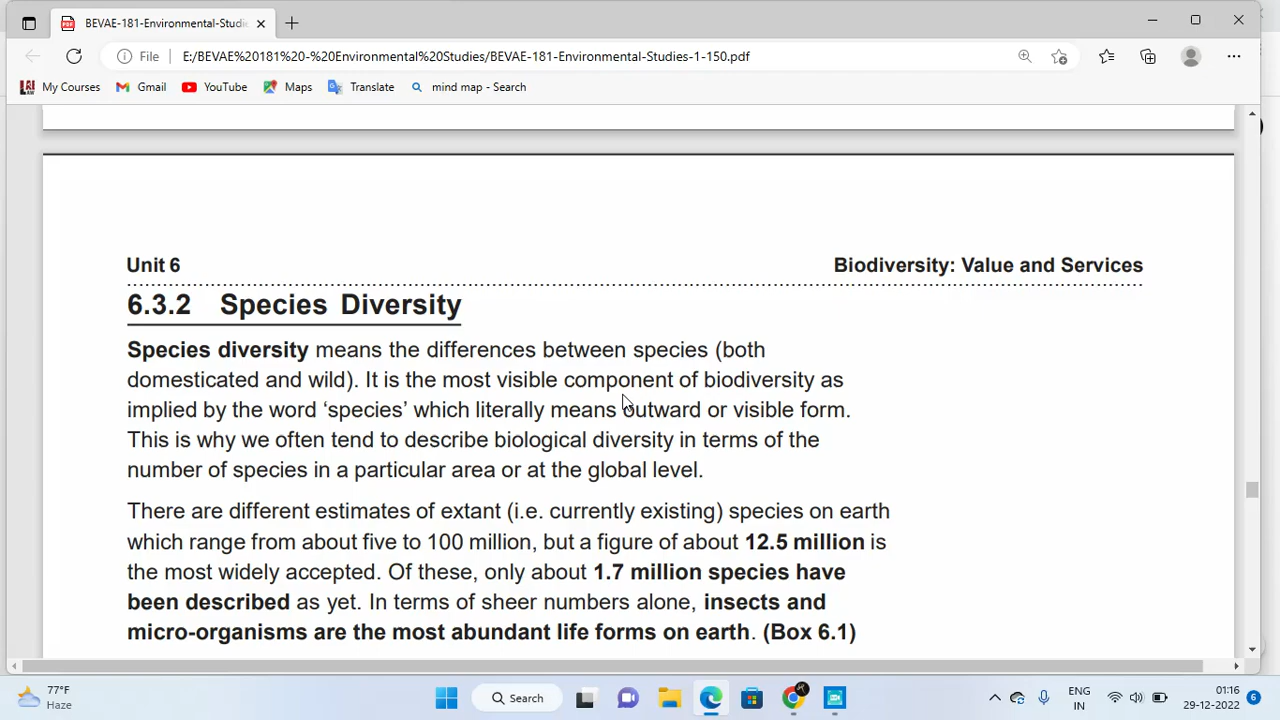 BEVAE-181-Environmental-Studie
File E:/BEVAE%20181%20-%20Environmental%20Studies/BEVAE-181-Environmental-Studies-1-150.pdf
My Courses Gmail YouTube Maps Translate mind map - Search
Unit 6 Biodiversity: Value and Services
6.3.2 Species Diversity
Species diversity means the differences between species (both
domesticated and wild). It is the most visible component of biodiversity as
implied by the word ‘species’ which literally means outward or visible form.
This is why we often tend to describe biological diversity in terms of the
number of species in a particular area or at the global level.
There are different estimates of extant (i.e. currently existing) species on earth
which range from about five to 100 million, but a figure of about 12.5 million is
the most widely accepted. Of these, only about 1.7 million species have
been described as yet. In terms of sheer numbers alone, insects and
micro-organisms are the most abundant life forms on earth. (Box 6.1)
77°F
Haze
Search
ENG
IN
01:16
29-12-2022
6